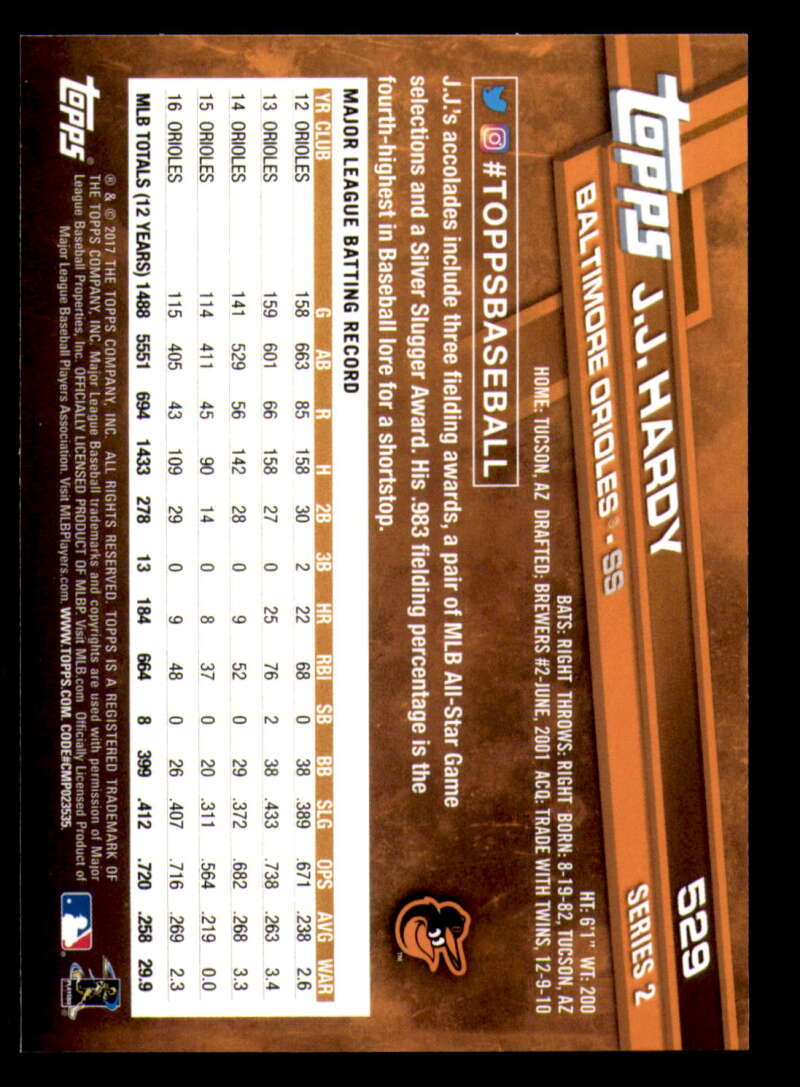 topps
J.J. HARDY
529
BALTIMORE ORIOLES® • SS
SERIES 2
HT: 6'1" WT: 200
BATS: RIGHT THROWS: RIGHT BORN: 8-19-82, TUCSON, AZ
HOME: TUCSON, AZ DRAFTED: BREWERS #2-JUNE, 2001 ACQ: TRADE WITH TWINS, 12-9-10
#TOPPSBASEBALL
J.J.'s accolades include three fielding awards, a pair of MLB All-Star Game
selections and a Silver Slugger Award. His .983 fielding percentage is the
fourth-highest in Baseball lore for a shortstop.
TM
MAJOR LEAGUE BATTING RECORD
YR CLUB G AB R H 2B 3B HR RBI SB BB SLG OPS AVG WAR
12 ORIOLES 158 663 85 158 30 2 22 68 0 38 .389 .671 .238 2.6
13 ORIOLES 159 601 66 158 27 0 25 76 2 38 .433 .738 .263 3.4
14 ORIOLES 141 529 56 142 28 0 9 52 0 29 .372 .682 .268 3.3
15 ORIOLES 114 411 45 90 14 0 8 37 0 20 .311 .564 .219 0.0
16 ORIOLES 115 405 43 109 29 0 9 48 0 26 .407 .716 .269 2.3
MLB TOTALS (12 YEARS) 1488 5551 694 1433 278 13 184 664 8 399 .412 .720 .258 29.9
topps®
® & © 2017 THE TOPPS COMPANY, INC. ALL RIGHTS RESERVED. TOPPS IS A REGISTERED TRADEMARK OF
THE TOPPS COMPANY, INC. Major League Baseball trademarks and copyrights are used with permission of Major
League Baseball Properties, Inc. OFFICIALLY LICENSED PRODUCT OF MLBP. Visit MLB.com Officially Licensed Product of
Major League Baseball Players Association. Visit MLBPlayers.com. WWW.TOPPS.COM. CODE#CMP023535.